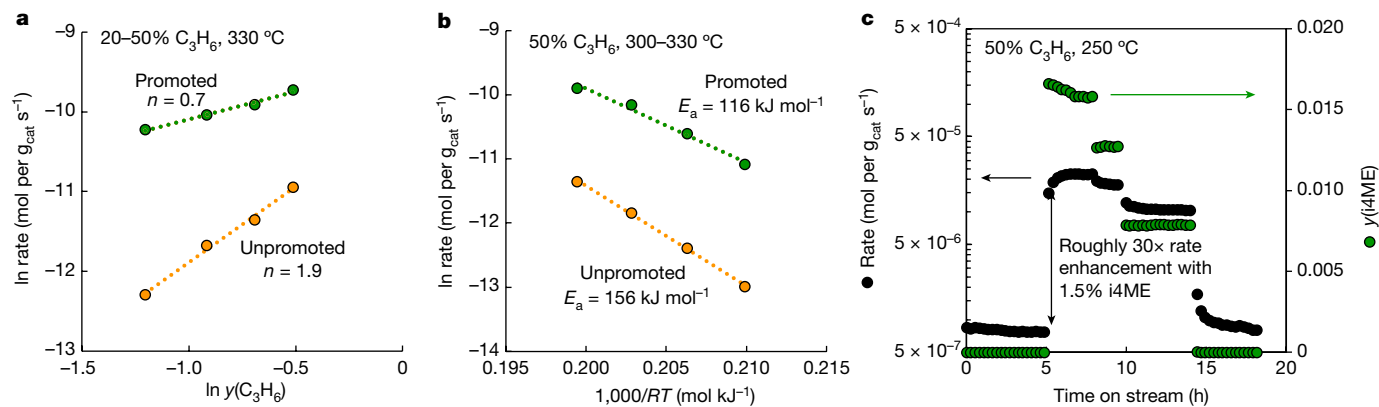 a
−9
−10
−11
−12
−13
−1.5
−1.0
−0.5
0
20–50% C₃H₆, 330 ºC
Promoted
n = 0.7
Unpromoted
n = 1.9
ln rate (mol per g_cat s⁻¹)
ln y(C₃H₆)
b
−9
−10
−11
−12
−13
−14
0.195
0.200
0.205
0.210
0.215
50% C₃H₆, 300–330 ºC
Promoted
Eₐ = 116 kJ mol⁻¹
Unpromoted
Eₐ = 156 kJ mol⁻¹
ln rate (mol per g_cat s⁻¹)
1,000/RT (mol kJ⁻¹)
c
5 × 10⁻⁴
5 × 10⁻⁵
5 × 10⁻⁶
5 × 10⁻⁷
0
5
10
15
20
0.020
0.015
0.010
0.005
0
50% C₃H₆, 250 ºC
Roughly 30× rate
enhancement with
1.5% i4ME
Rate (mol per g_cat s⁻¹)
y(i4ME)
Time on stream (h)